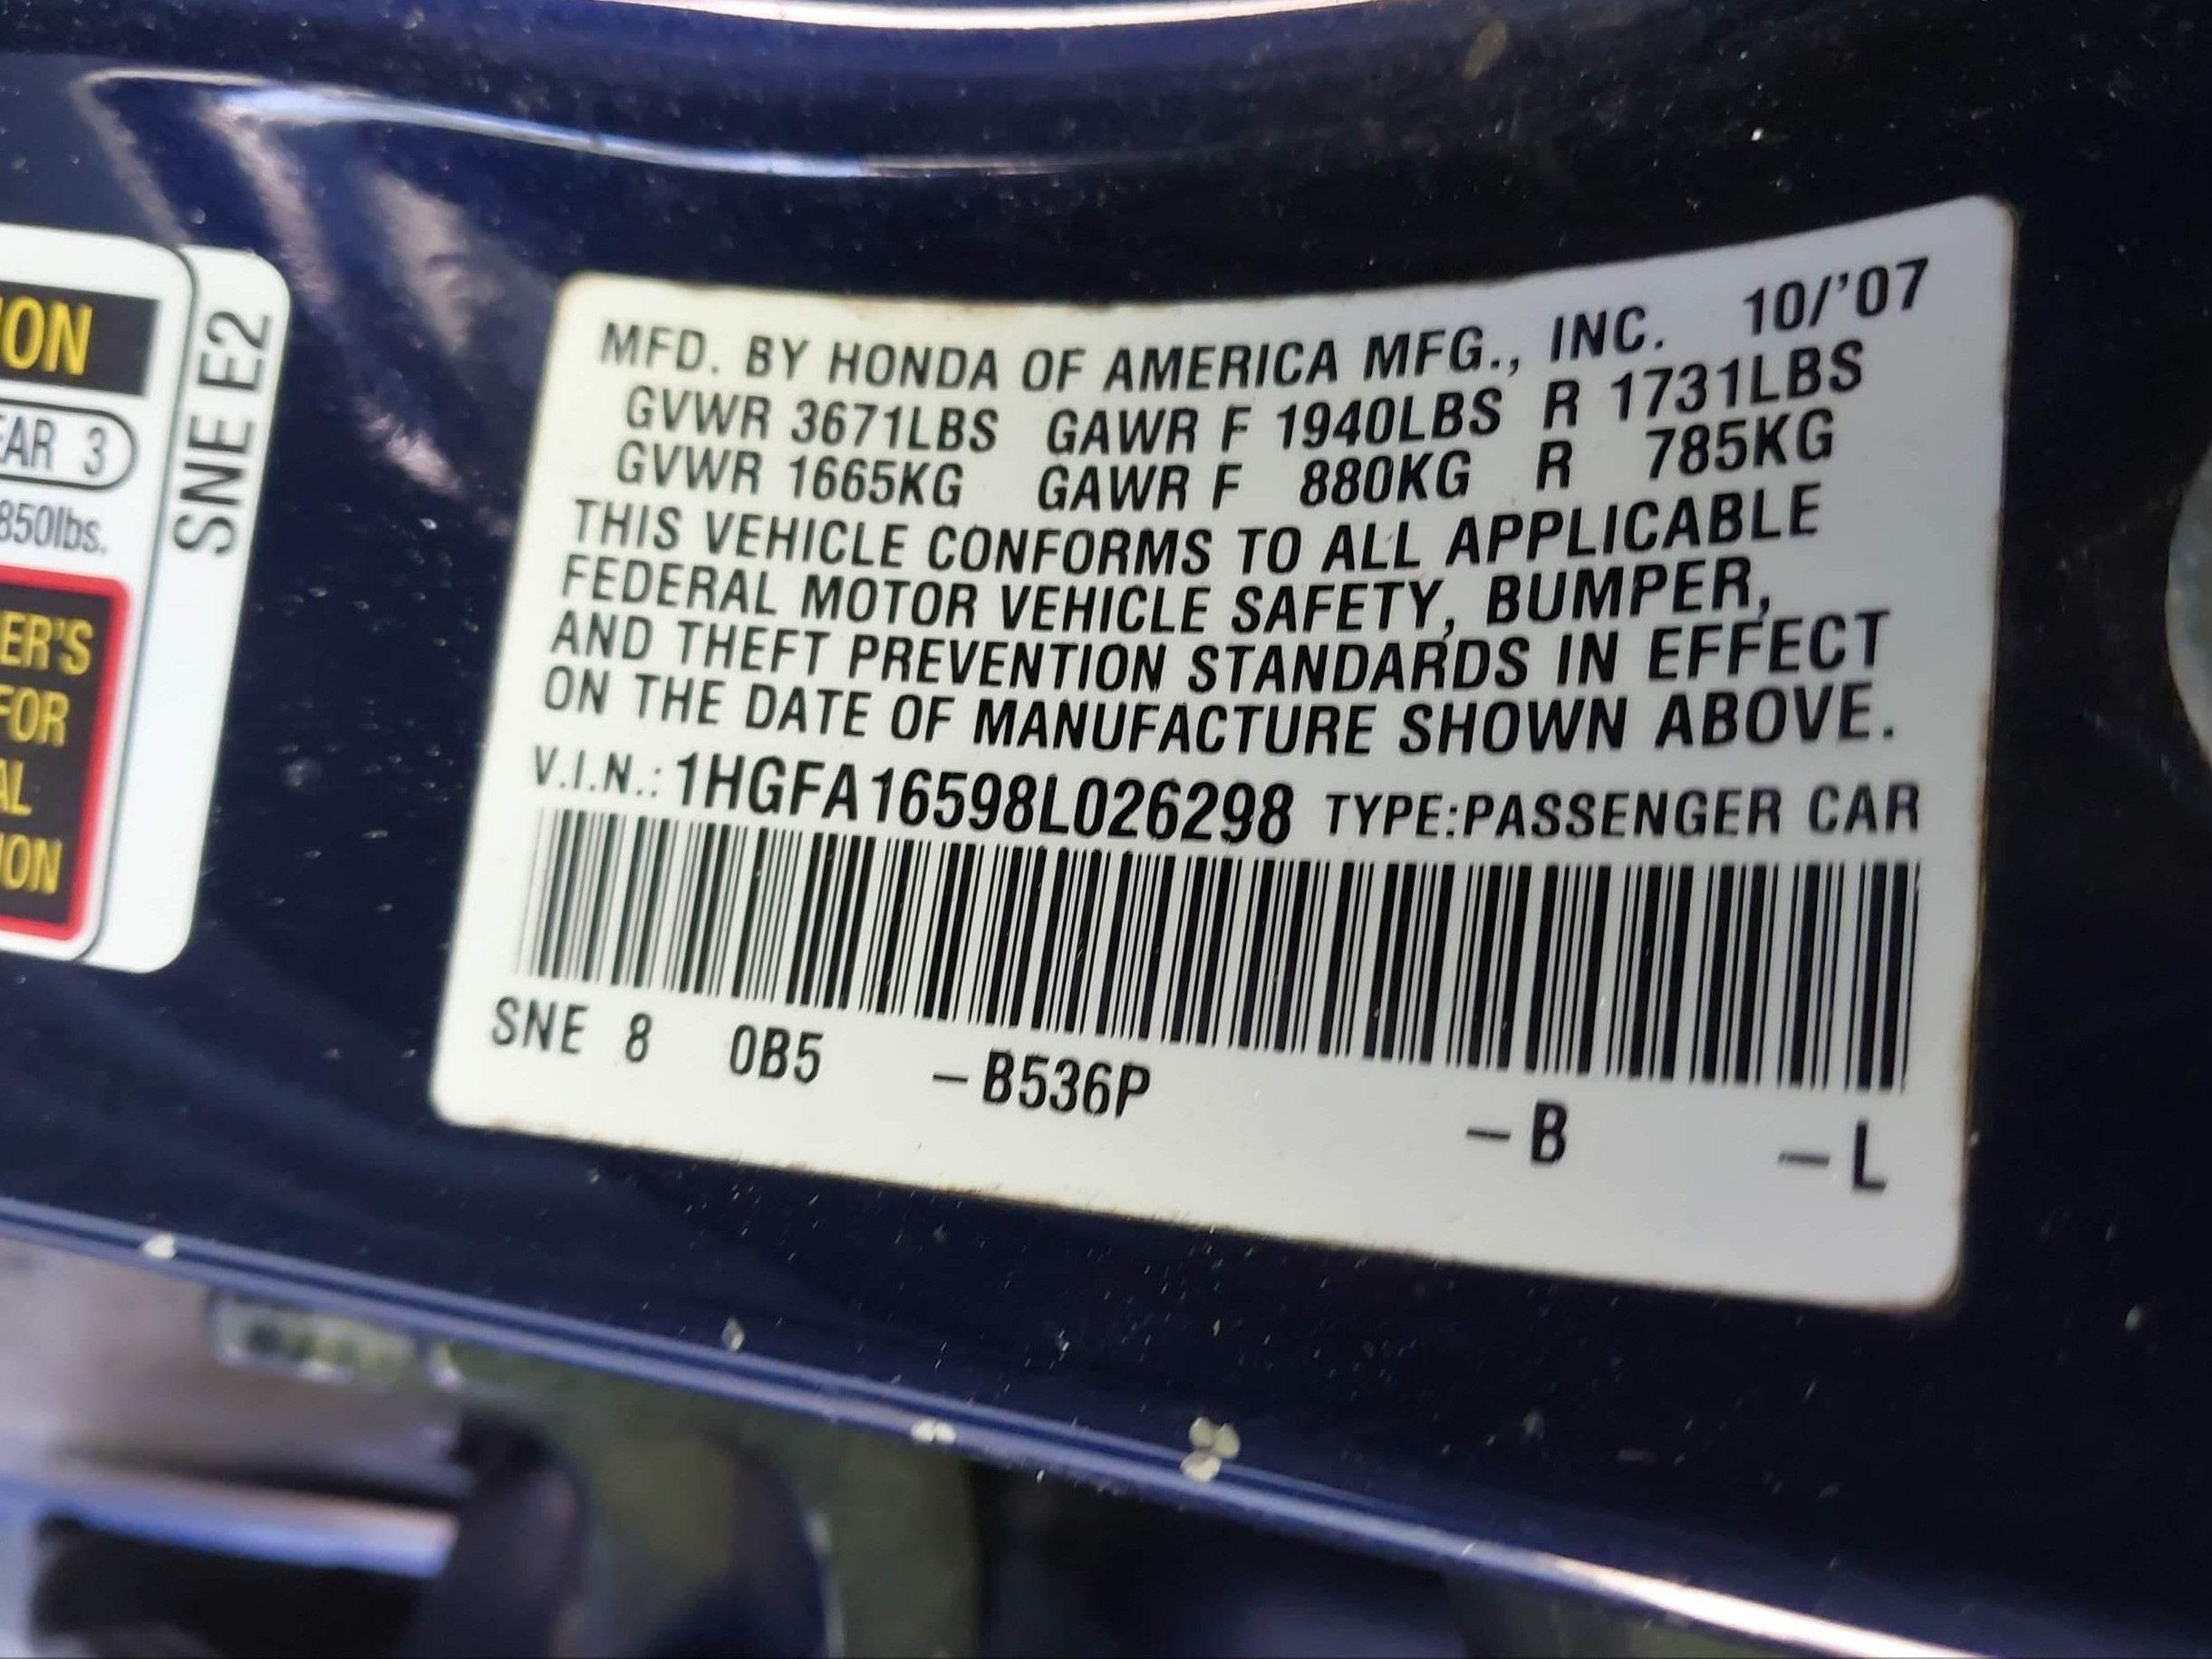 ION
EAR 3
850lbs.
ER'S
FOR
AL
ION
SNE E2
MFD. BY HONDA OF AMERICA MFG., INC. 10/'07
GVWR 3671LBS GAWR F 1940LBS R 1731LBS
GVWR 1665KG GAWR F 880KG R 785KG
THIS VEHICLE CONFORMS TO ALL APPLICABLE
FEDERAL MOTOR VEHICLE SAFETY, BUMPER,
AND THEFT PREVENTION STANDARDS IN EFFECT
ON THE DATE OF MANUFACTURE SHOWN ABOVE.
V.I.N.: 1HGFA16598L026298 TYPE:PASSENGER CAR
SNE 8 0B5 –B536P –B –L